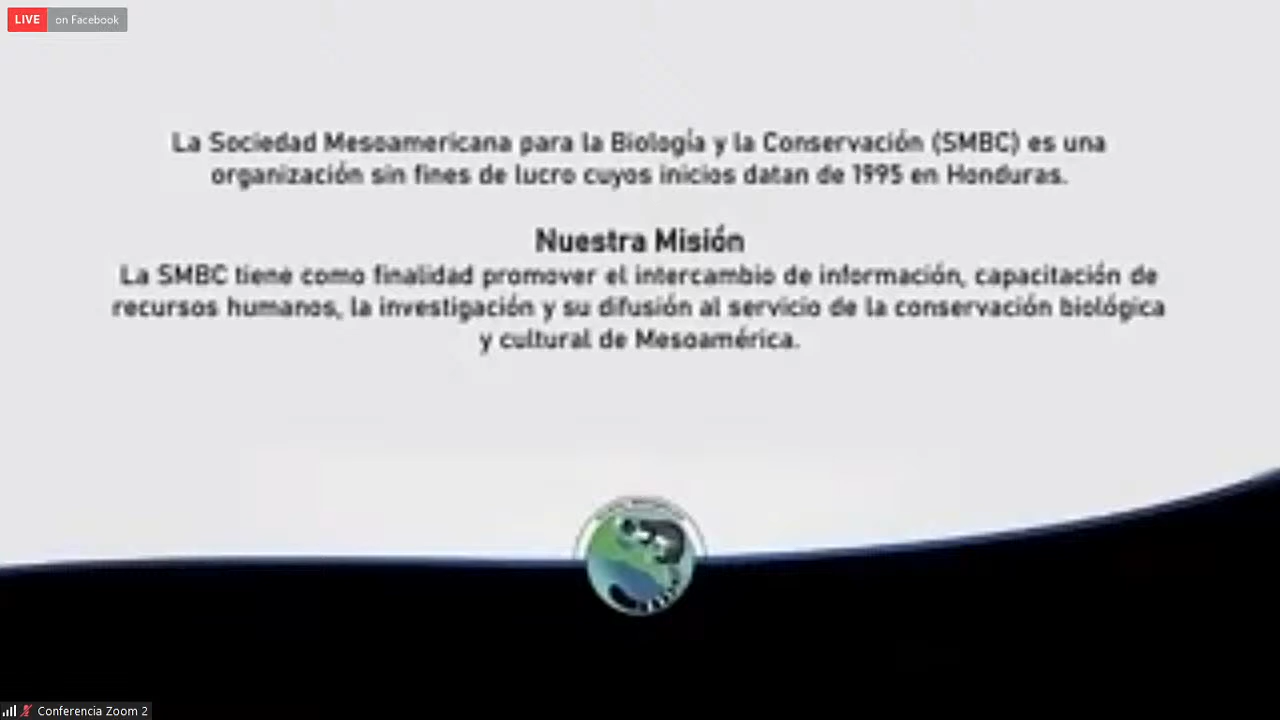 LIVE on Facebook
La Sociedad Mesoamericana para la Biología y la Conservación (SMBC) es una
organización sin fines de lucro cuyos inicios datan de 1995 en Honduras.
Nuestra Misión
La SMBC tiene como finalidad promover el intercambio de información, capacitación de
recursos humanos, la investigación y su difusión al servicio de la conservación biológica
y cultural de Mesoamérica.
Conferencia Zoom 2